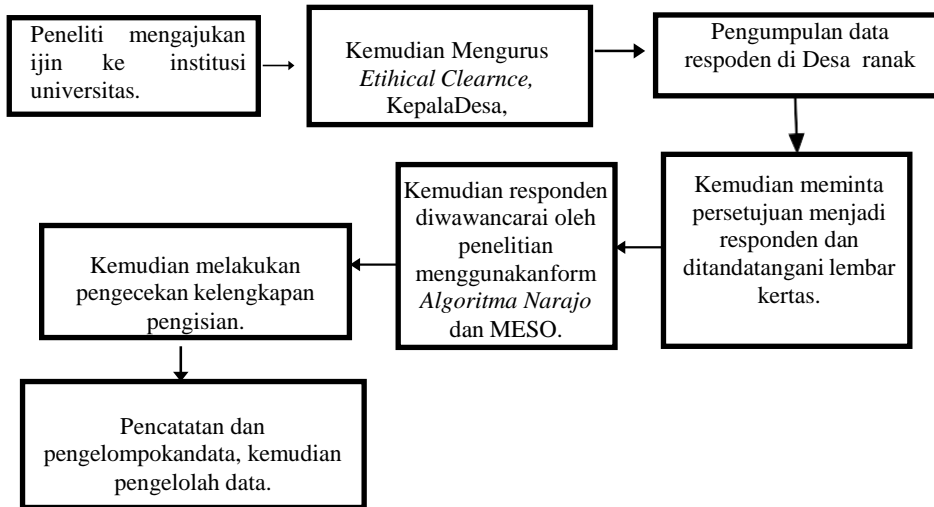 Peneliti mengajukan
ijin ke institusi
universitas.
Kemudian Mengurus
Etihical Clearnce,
KepalaDesa,
Pengumpulan data
respoden di Desa ranak
Kemudian meminta
persetujuan menjadi
responden dan
ditandatangani lembar
kertas.
Kemudian responden
diwawancarai oleh
penelitian
menggunakanform
Algoritma Narajo
dan MESO.
Kemudian melakukan
pengecekan kelengkapan
pengisian.
Pencatatan dan
pengelompokandata, kemudian
pengelolah data.